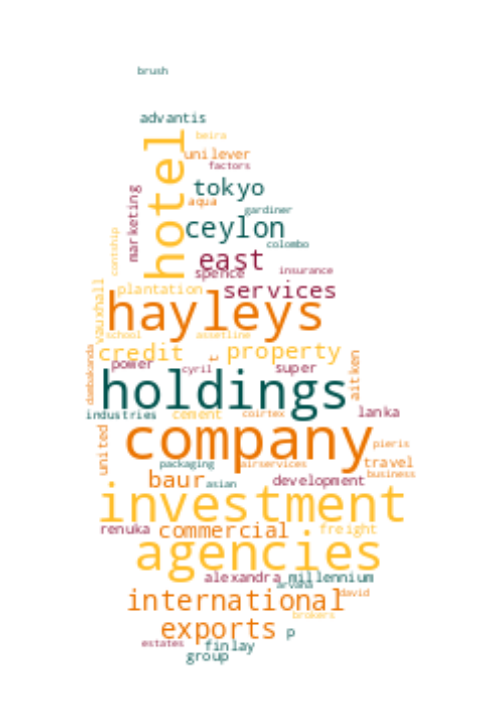 brush
advantis
beira
hotel
unilever
factors
tokyo
marketing
aqua
gardiner
ceylon
contship
colombo
east
spence
insurance
plantation
services
vauxhall
hayleys
school
assetline
credit
property
power
cyril
super
aitken
dambakanda
holdings
industries
cement
coirtex
lanka
company
pieris
united
packaging
airservices
travel
business
baur
asian
development
investment
renuka
commercial
freight
agencies
alexandra
millennium
arvana
david
international
brokers
exports
p
estates
finlay
group